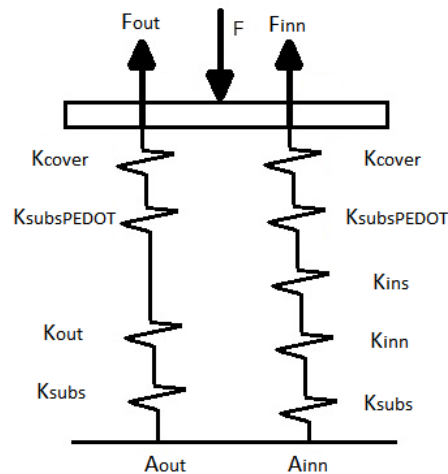 Fout F Finn
Kcover Kcover
KsubsPEDOT KsubsPEDOT
Kins
Kout Kinn
Ksubs Ksubs
Aout Ainn